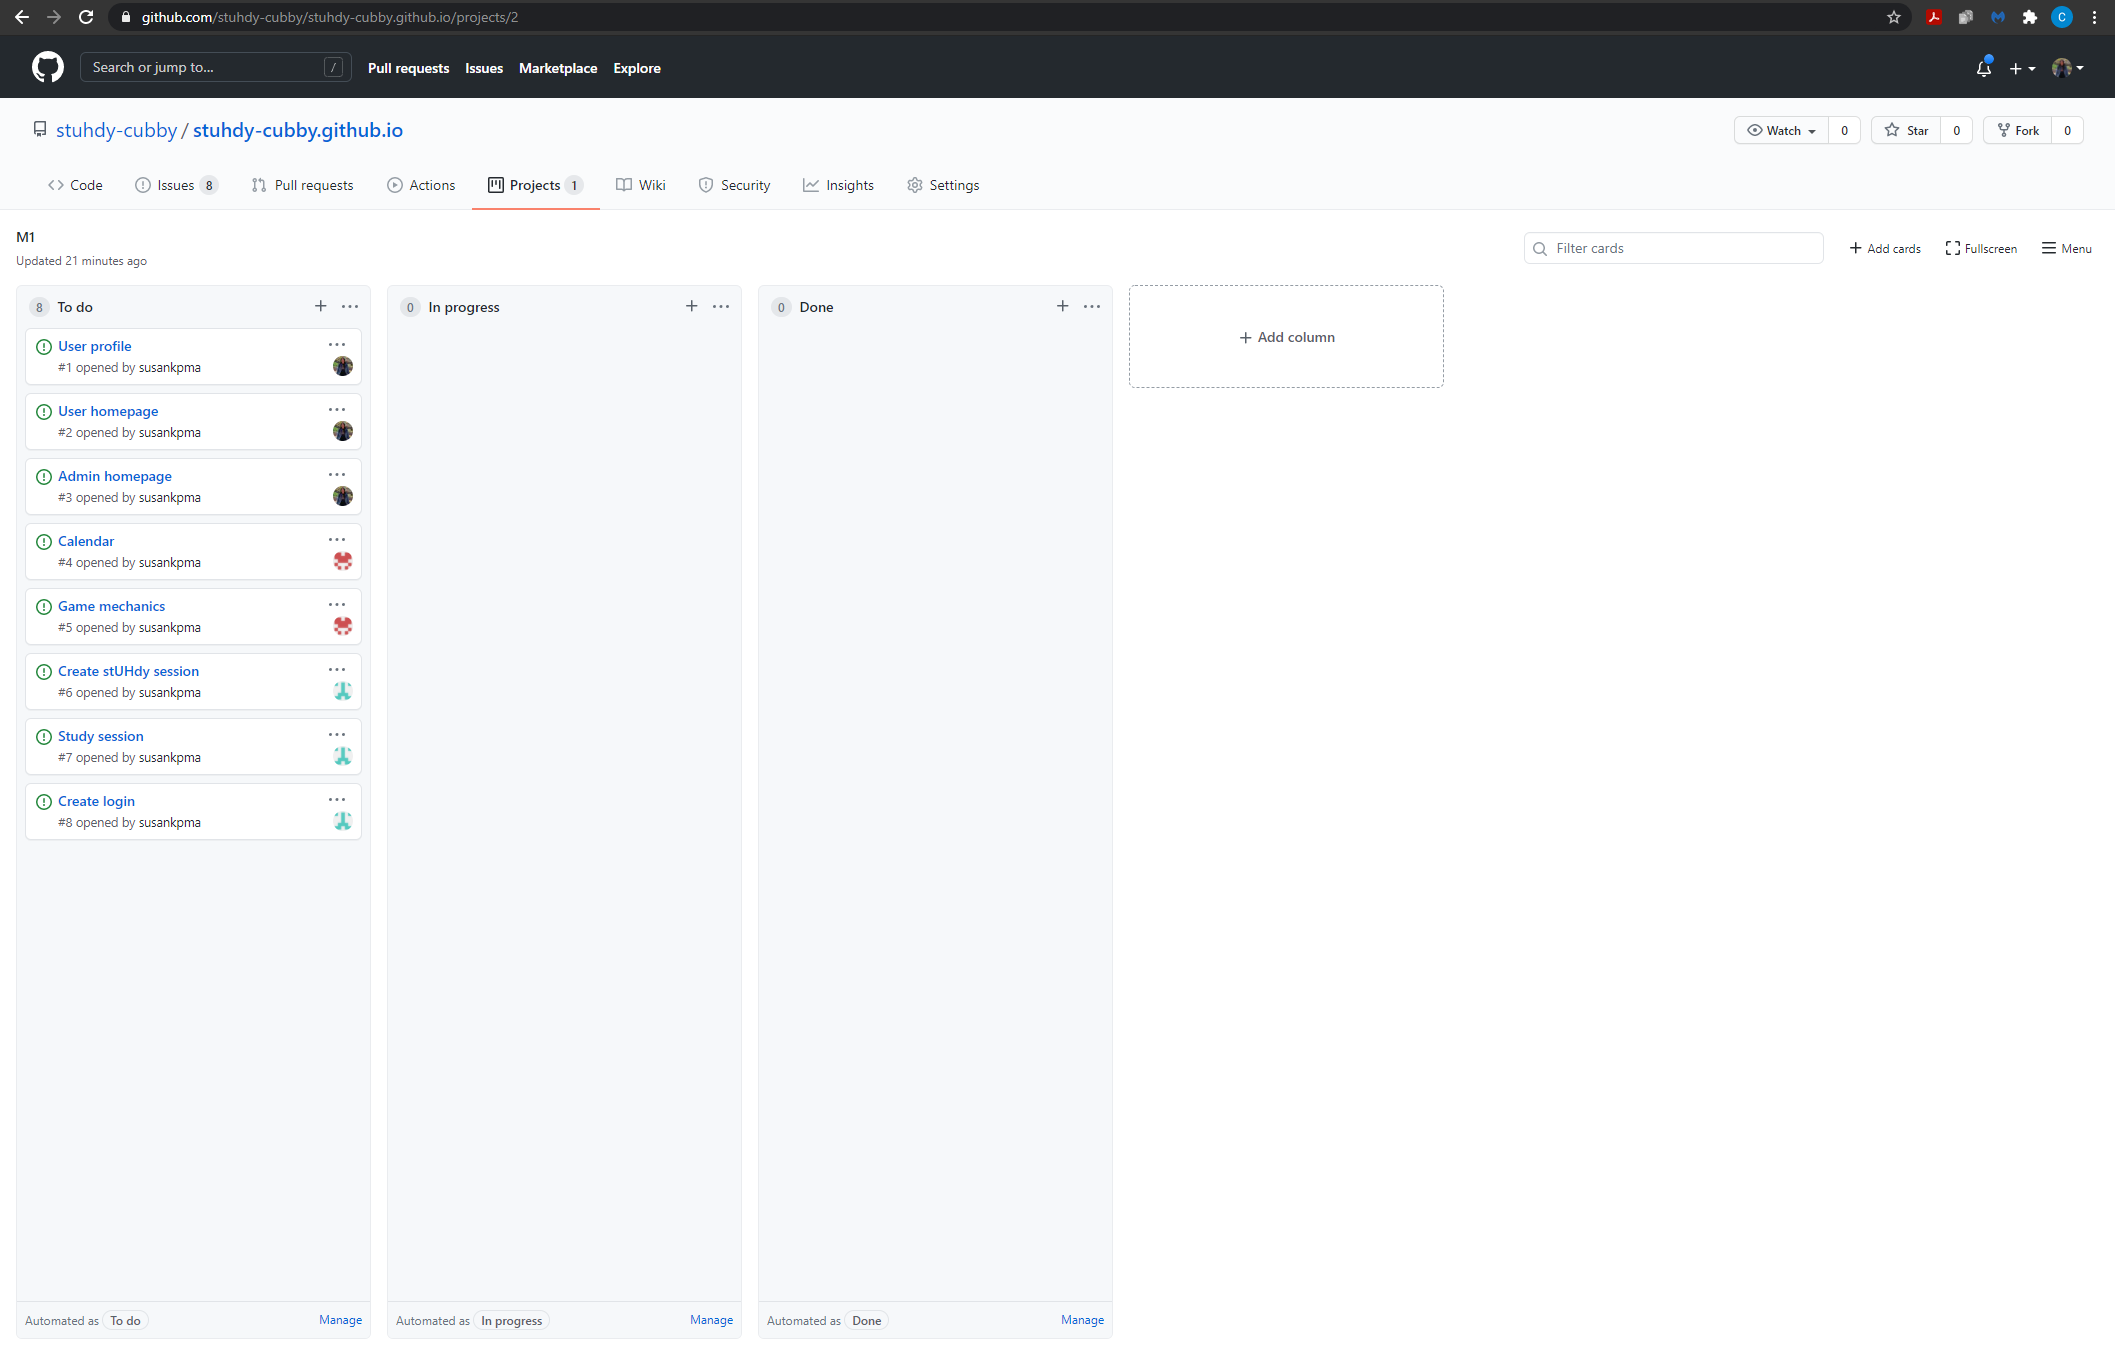 github.com/stuhdy-cubby/stuhdy-cubby.github.io/projects/2
C
Search or jump to... /
Pull requests Issues Marketplace Explore
stuhdy-cubby / stuhdy-cubby.github.io
Watch 0 Star 0 Fork 0
Code Issues 8 Pull requests Actions Projects 1 Wiki Security Insights Settings
M1
Updated 21 minutes ago
Filter cards
+ Add cards Fullscreen Menu
8 To do + ...
User profile ...
#1 opened by susankpma
User homepage ...
#2 opened by susankpma
Admin homepage ...
#3 opened by susankpma
Calendar ...
#4 opened by susankpma
Game mechanics ...
#5 opened by susankpma
Create stUHdy session ...
#6 opened by susankpma
Study session ...
#7 opened by susankpma
Create login ...
#8 opened by susankpma
Automated as To do Manage
0 In progress + ...
Automated as In progress Manage
0 Done + ...
Automated as Done Manage
+ Add column